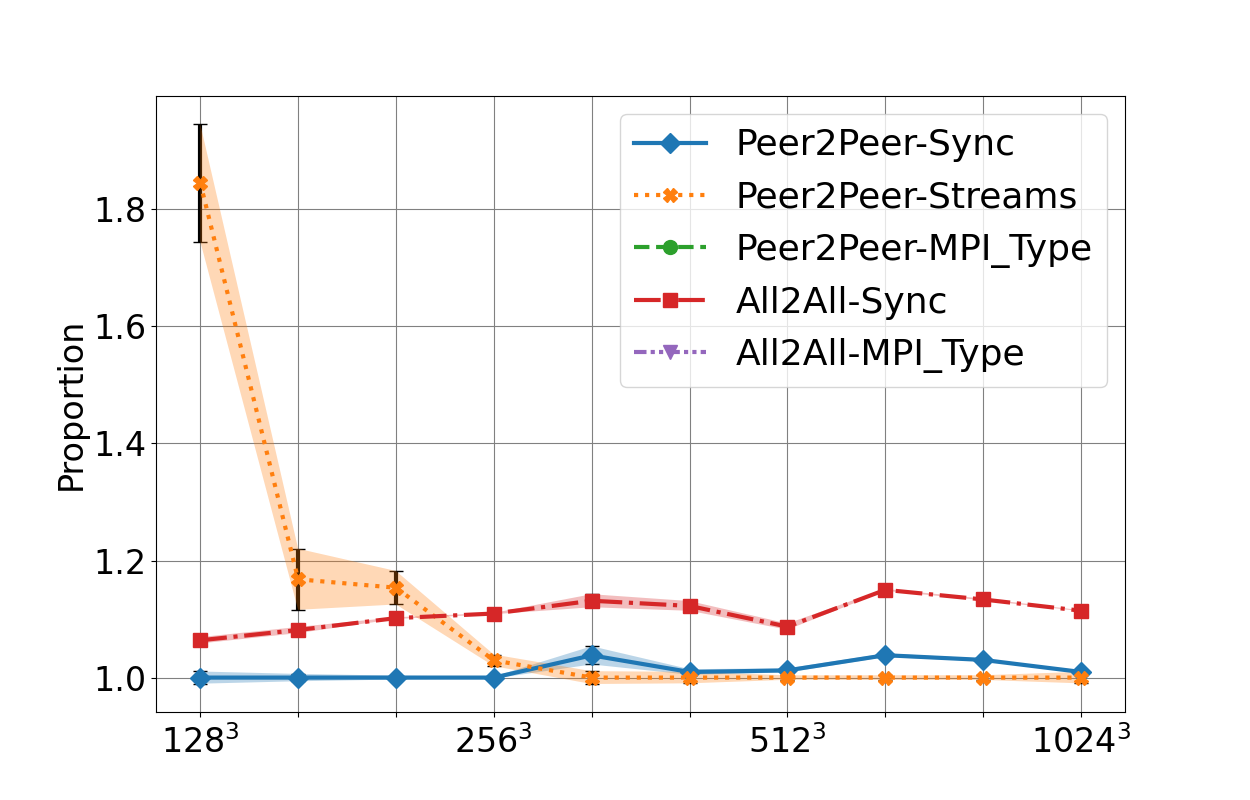 Peer2Peer-Sync
Peer2Peer-Streams
Peer2Peer-MPI_Type
All2All-Sync
All2All-MPI_Type
Proportion
1.8
1.6
1.4
1.2
1.0
128³
256³
512³
1024³